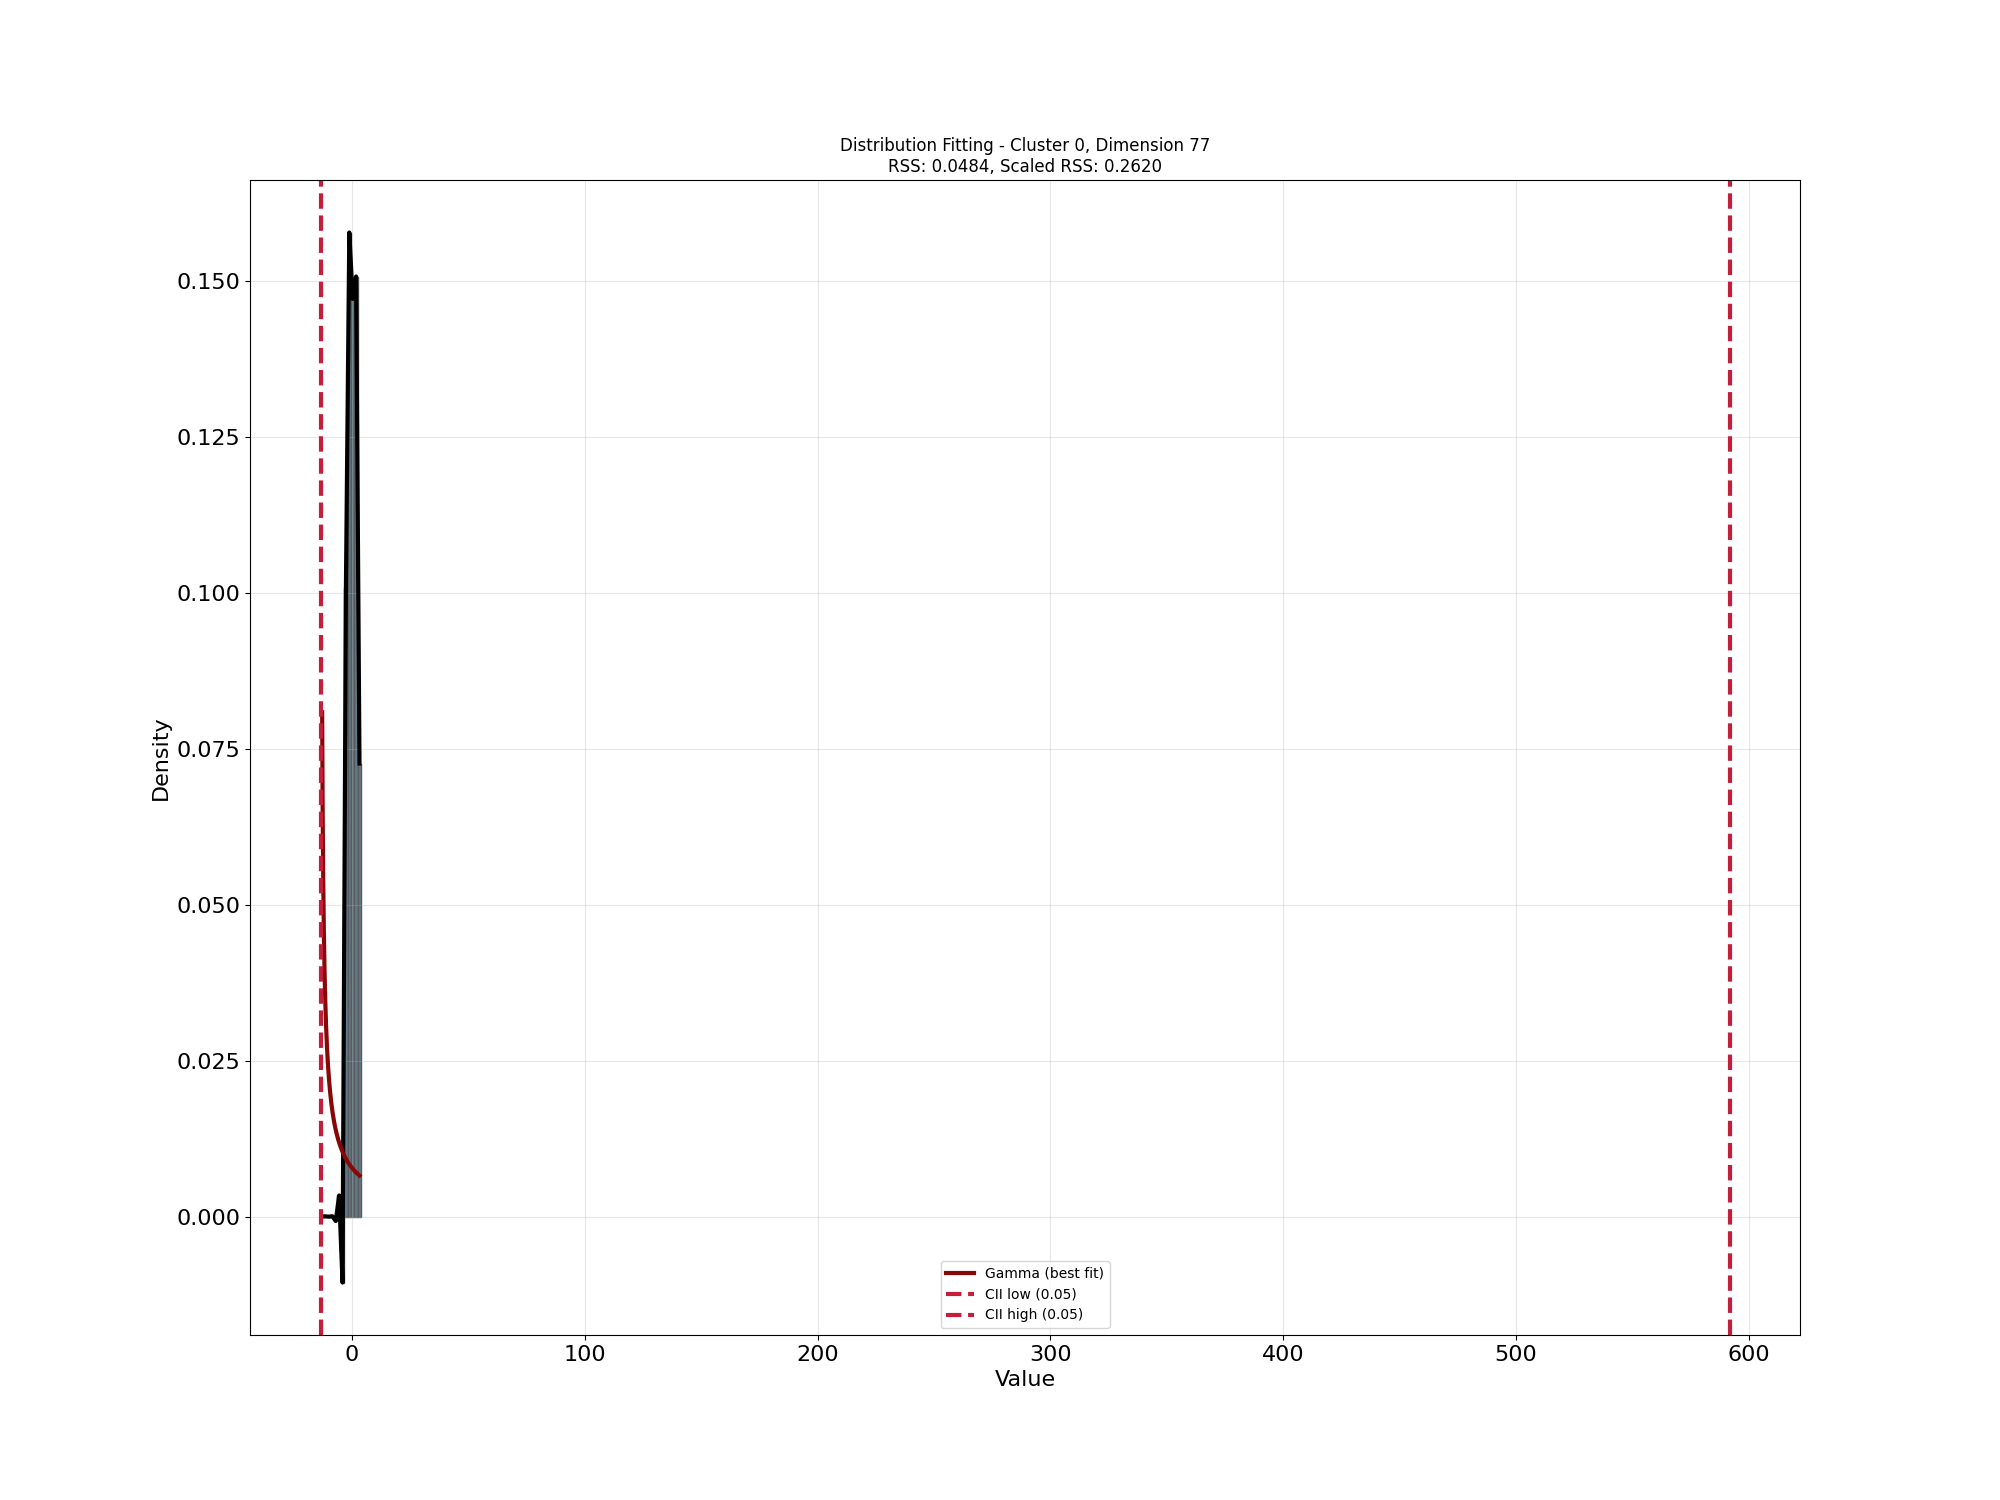 Distribution Fitting - Cluster 0, Dimension 77
RSS: 0.0484, Scaled RSS: 0.2620
0.150
0.125
0.100
0.075
0.050
0.025
0.000
Density
Gamma (best fit)
CII low (0.05)
CII high (0.05)
0 100 200 300 400 500 600
Value